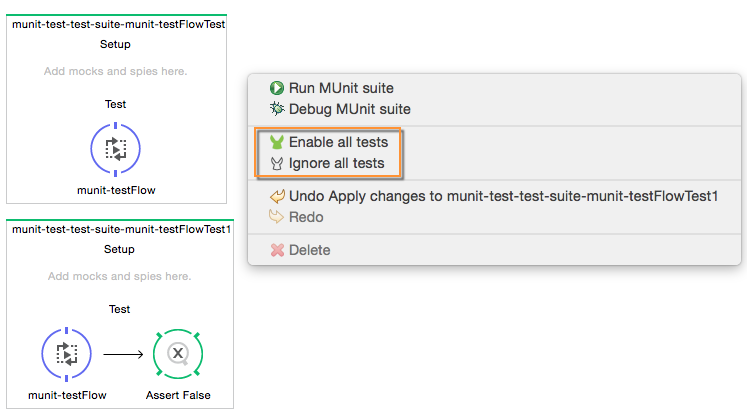 munit-test-test-suite-munit-testFlowTest
Setup
Add mocks and spies here.
Test
munit-testFlow
munit-test-test-suite-munit-testFlowTest1
Setup
Add mocks and spies here.
Test
X
munit-testFlow
Assert False
Run MUnit suite
Debug MUnit suite
Enable all tests
Ignore all tests
Undo Apply changes to munit-test-test-suite-munit-testFlowTest1
Redo
Delete